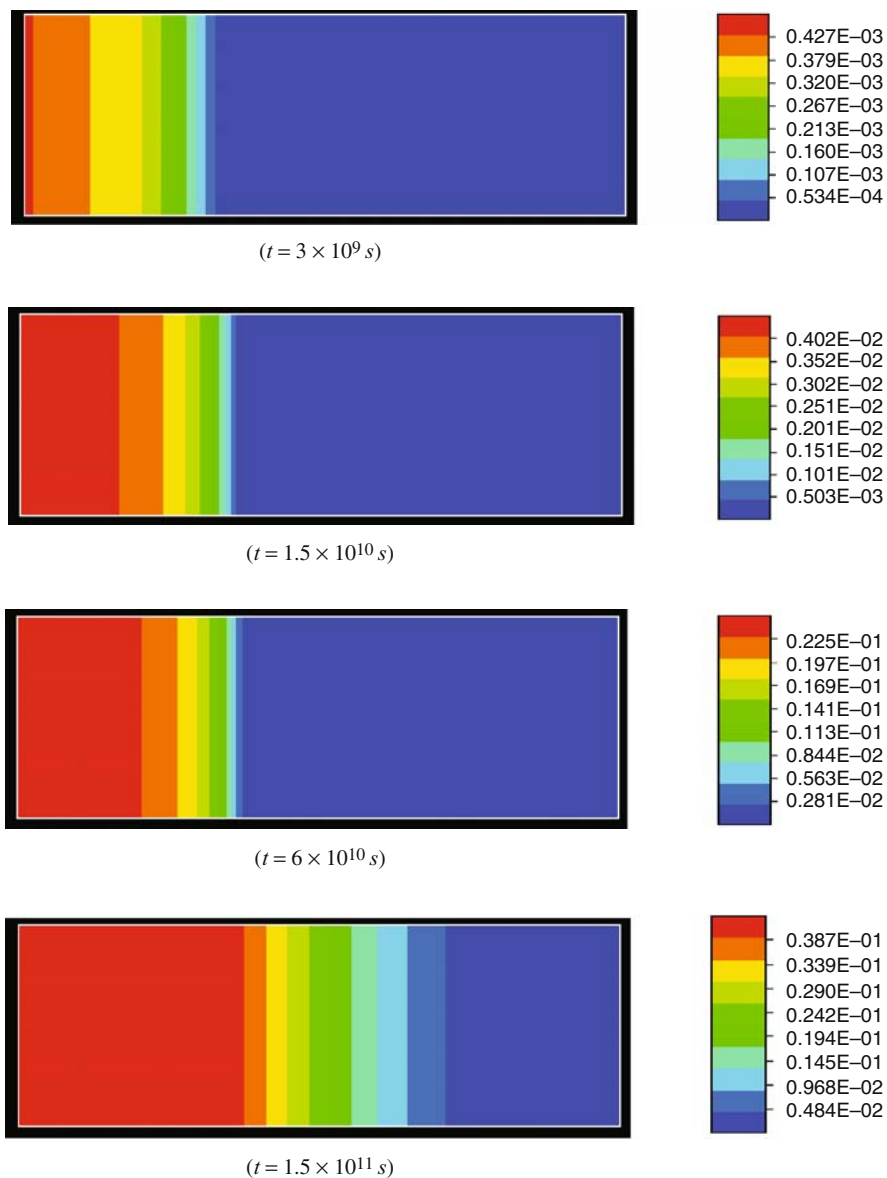 0.427E–03
0.379E–03
0.320E–03
0.267E–03
0.213E–03
0.160E–03
0.107E–03
0.534E–04
(t = 3 × 10⁹ s)
0.402E–02
0.352E–02
0.302E–02
0.251E–02
0.201E–02
0.151E–02
0.101E–02
0.503E–03
(t = 1.5 × 10¹⁰ s)
0.225E–01
0.197E–01
0.169E–01
0.141E–01
0.113E–01
0.844E–02
0.563E–02
0.281E–02
(t = 6 × 10¹⁰ s)
0.387E–01
0.339E–01
0.290E–01
0.242E–01
0.194E–01
0.145E–01
0.968E–02
0.484E–02
(t = 1.5 × 10¹¹ s)